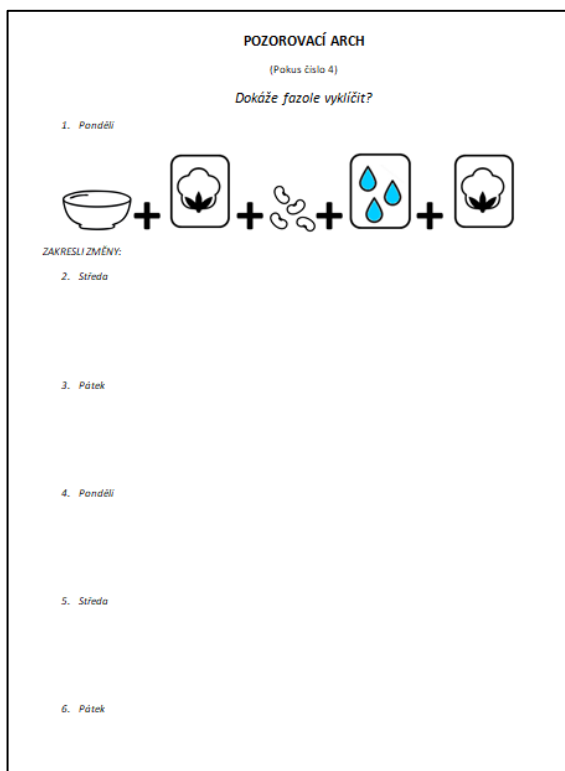 POZOROVACÍ ARCH
(Pokus číslo 4)
Dokáže fazole vyklíčit?
1. Pondělí
ZAKRESLI ZMĚNY:
2. Středa
3. Pátek
4. Pondělí
5. Středa
6. Pátek